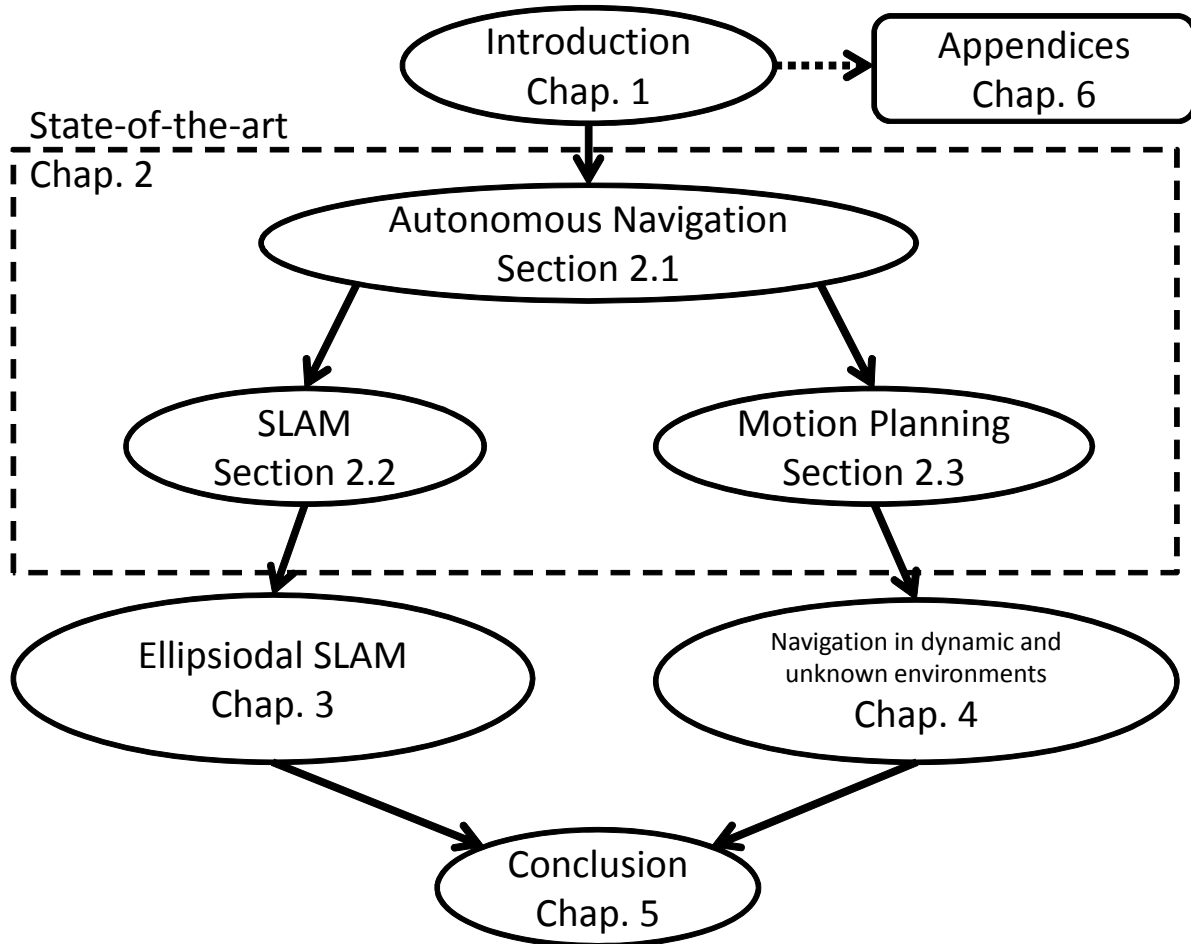 Introduction
Chap. 1
Appendices
Chap. 6
State-of-the-art
Chap. 2
Autonomous Navigation
Section 2.1
SLAM
Section 2.2
Motion Planning
Section 2.3
Ellipsiodal SLAM
Chap. 3
Navigation in dynamic and
unknown environments
Chap. 4
Conclusion
Chap. 5